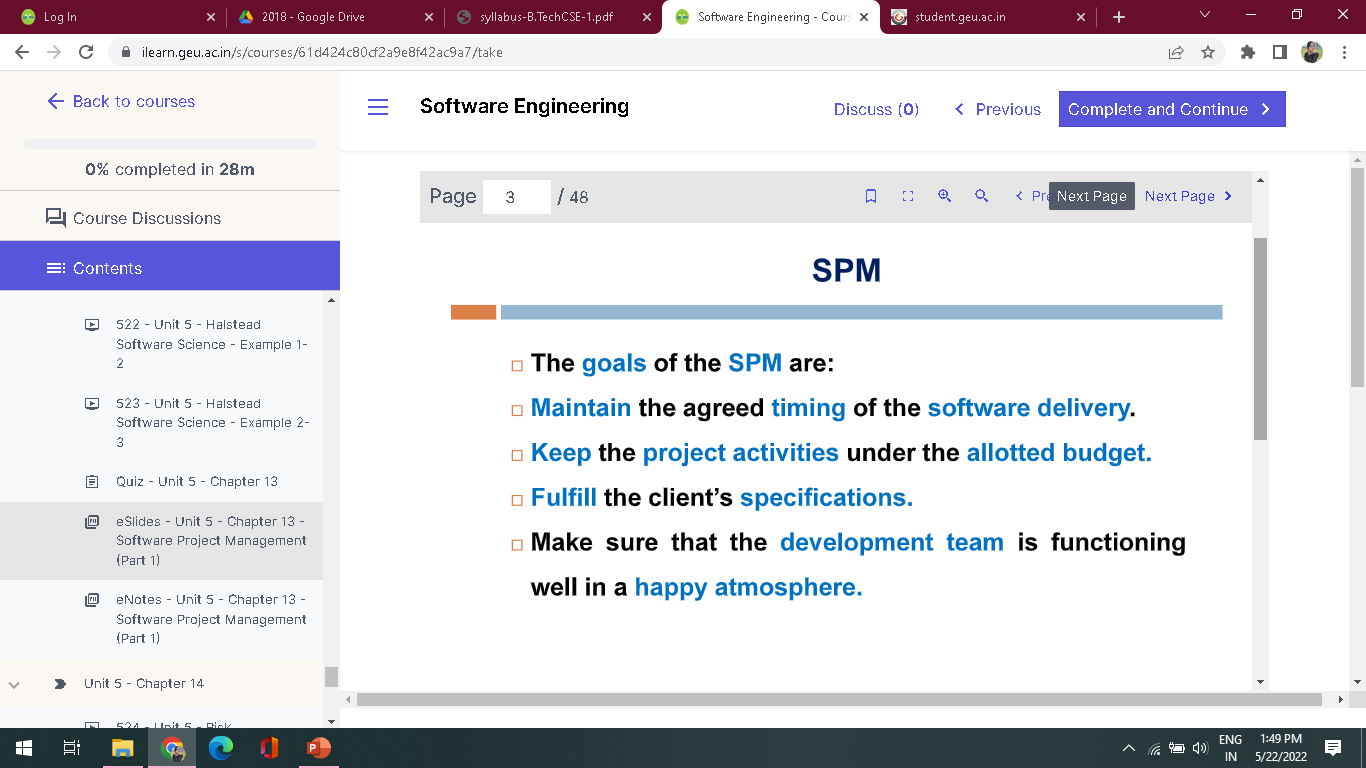 Log In
2018 - Google Drive
syllabus-B.TechCSE-1.pdf
Software Engineering - Cours
student.geu.ac.in
ilearn.geu.ac.in/s/courses/61d424c80cf2a9e8f42ac9a7/take
Back to courses
0% completed in 28m
Course Discussions
Contents
522 - Unit 5 - Halstead
Software Science - Example 1-
2
523 - Unit 5 - Halstead
Software Science - Example 2-
3
Quiz - Unit 5 - Chapter 13
eSlides - Unit 5 - Chapter 13 -
Software Project Management
(Part 1)
eNotes - Unit 5 - Chapter 13 -
Software Project Management
(Part 1)
Unit 5 - Chapter 14
524 - Unit 5 - Risk
Software Engineering
Discuss (0)
Previous
Complete and Continue
Page 3 / 48
Pre
Next Page
Next Page
SPM
The goals of the SPM are:
Maintain the agreed timing of the software delivery.
Keep the project activities under the allotted budget.
Fulfill the client’s specifications.
Make sure that the development team is functioning
well in a happy atmosphere.
ENG
IN
1:49 PM
5/22/2022